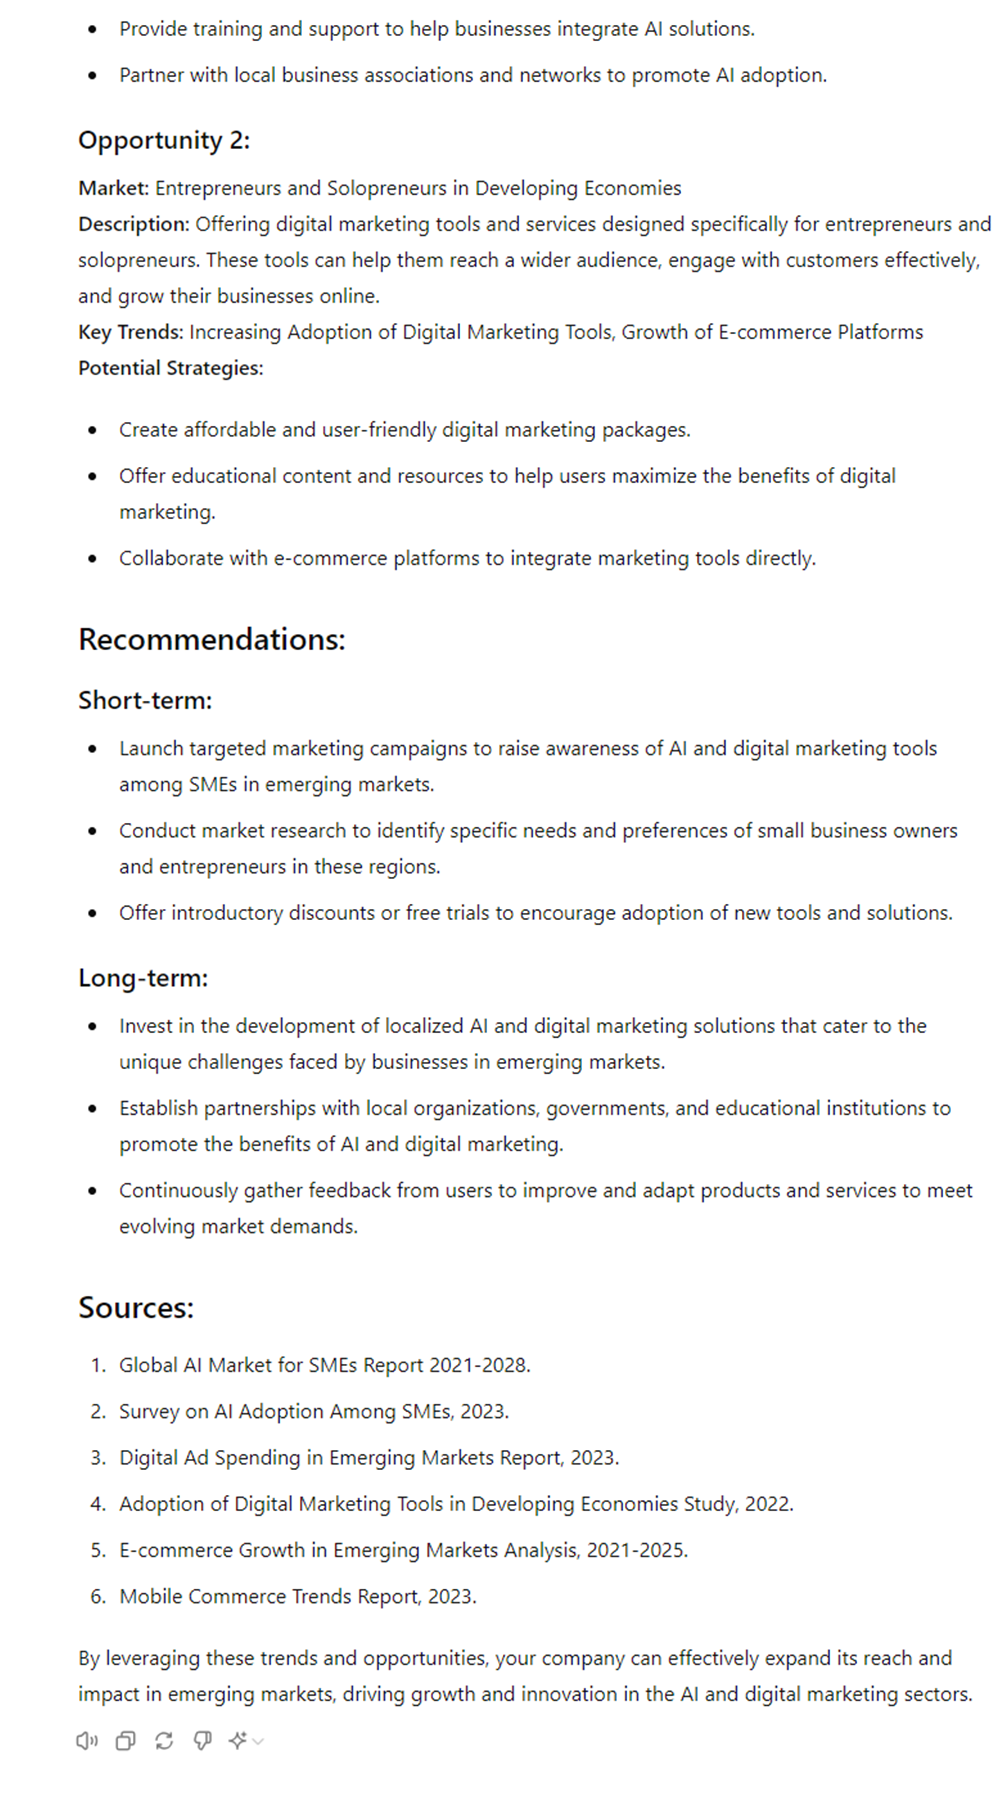 Provide training and support to help businesses integrate AI solutions.
Partner with local business associations and networks to promote AI adoption.
Opportunity 2:
Market: Entrepreneurs and Solopreneurs in Developing Economies
Description: Offering digital marketing tools and services designed specifically for entrepreneurs and
solopreneurs. These tools can help them reach a wider audience, engage with customers effectively,
and grow their businesses online.
Key Trends: Increasing Adoption of Digital Marketing Tools, Growth of E-commerce Platforms
Potential Strategies:
Create affordable and user-friendly digital marketing packages.
Offer educational content and resources to help users maximize the benefits of digital
marketing.
Collaborate with e-commerce platforms to integrate marketing tools directly.
Recommendations:
Short-term:
Launch targeted marketing campaigns to raise awareness of AI and digital marketing tools
among SMEs in emerging markets.
Conduct market research to identify specific needs and preferences of small business owners
and entrepreneurs in these regions.
Offer introductory discounts or free trials to encourage adoption of new tools and solutions.
Long-term:
Invest in the development of localized AI and digital marketing solutions that cater to the
unique challenges faced by businesses in emerging markets.
Establish partnerships with local organizations, governments, and educational institutions to
promote the benefits of AI and digital marketing.
Continuously gather feedback from users to improve and adapt products and services to meet
evolving market demands.
Sources:
1. Global AI Market for SMEs Report 2021-2028.
2. Survey on AI Adoption Among SMEs, 2023.
3. Digital Ad Spending in Emerging Markets Report, 2023.
4. Adoption of Digital Marketing Tools in Developing Economies Study, 2022.
5. E-commerce Growth in Emerging Markets Analysis, 2021-2025.
6. Mobile Commerce Trends Report, 2023.
By leveraging these trends and opportunities, your company can effectively expand its reach and
impact in emerging markets, driving growth and innovation in the AI and digital marketing sectors.